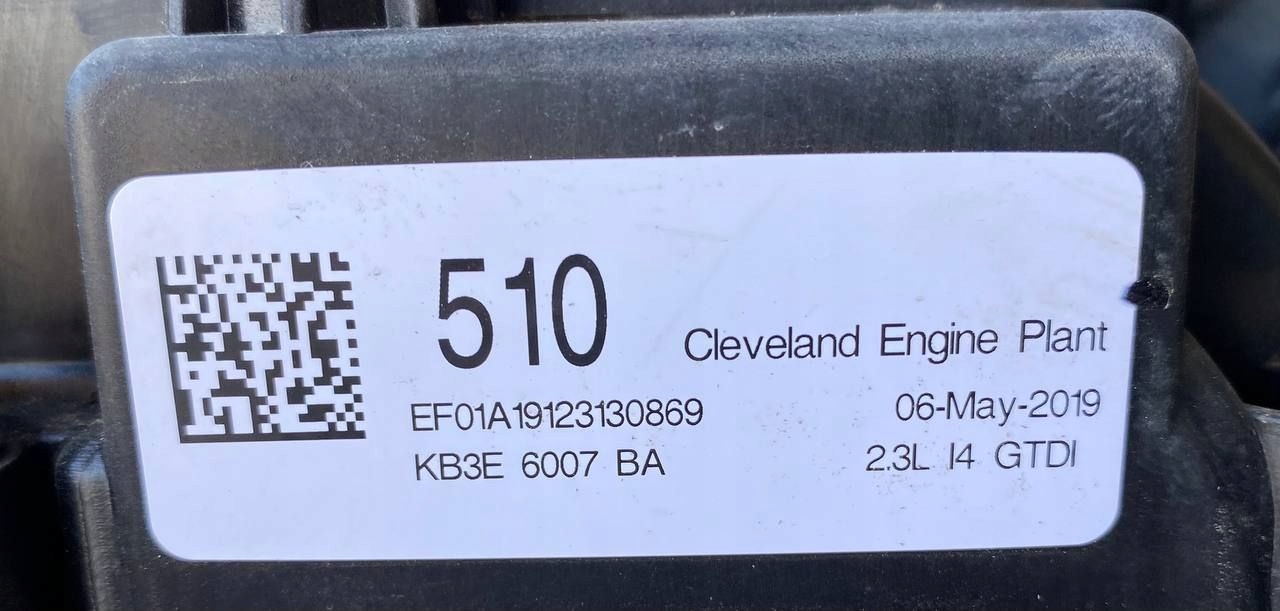 510
Cleveland Engine Plant
EF01A19123130869
06-May-2019
KB3E 6007 BA
2.3L I4 GTDI